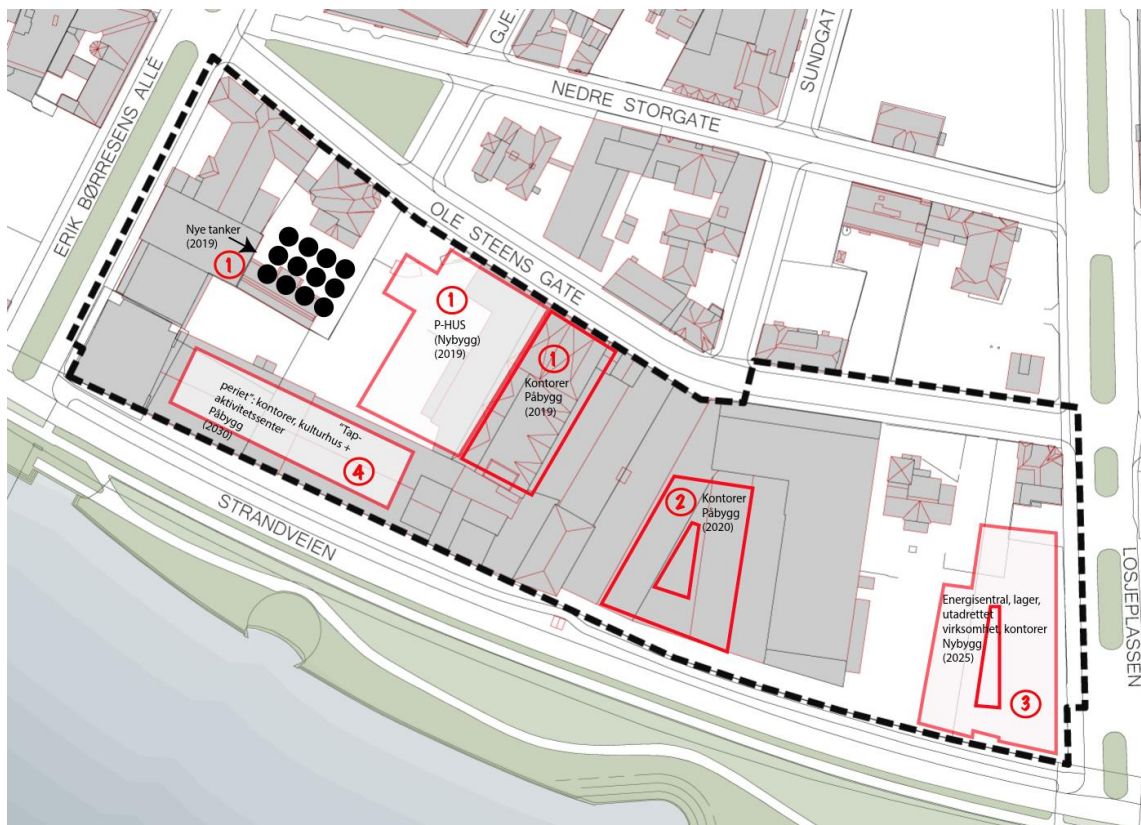 GJE
SUNDGAT
NEDRE STORGATE
ERIK BØRRESENS ALLÉ
OLE STEENS GATE
Nye tanker
(2019)
1
1
P-HUS
(Nybygg)
(2019)
1
Kontorer
Påbygg
(2019)
"Tap-
periet": kontorer, kulturhus +
aktivitetssenter
Påbygg
(2030)
4
2
Kontorer
Påbygg
(2020)
STRANDVEIEN
Energisentral, lager,
utadrettet
virksomhet, kontorer
Nybygg
(2025)
3
LOSJEPLASSEN